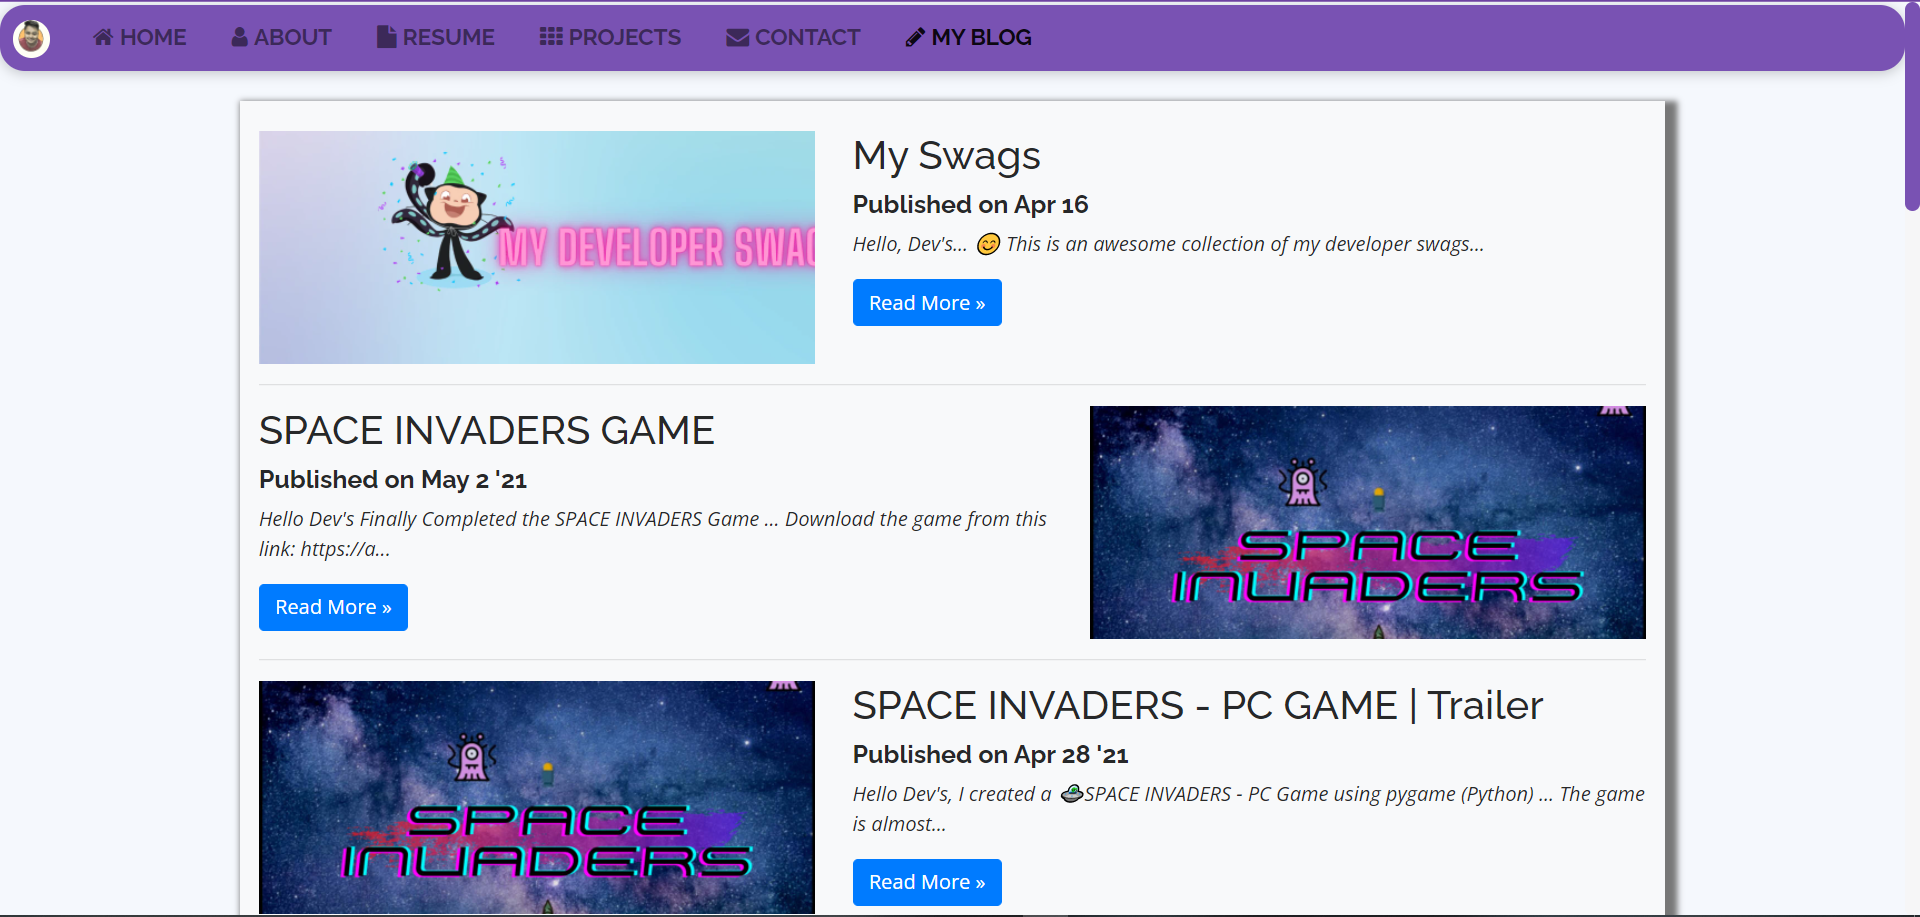 HOME ABOUT RESUME PROJECTS CONTACT MY BLOG
MY DEVELOPER SWAG
My Swags
Published on Apr 16
Hello, Dev's... 😊 This is an awesome collection of my developer swags...
Read More »
SPACE INVADERS GAME
Published on May 2 '21
Hello Dev's Finally Completed the SPACE INVADERS Game ... Download the game from this
link: https://a...
Read More »
SPACE
INVADERS
SPACE
INVADERS
SPACE INVADERS - PC GAME | Trailer
Published on Apr 28 '21
Hello Dev's, I created a 🛸SPACE INVADERS - PC Game using pygame (Python) ... The game
is almost...
Read More »